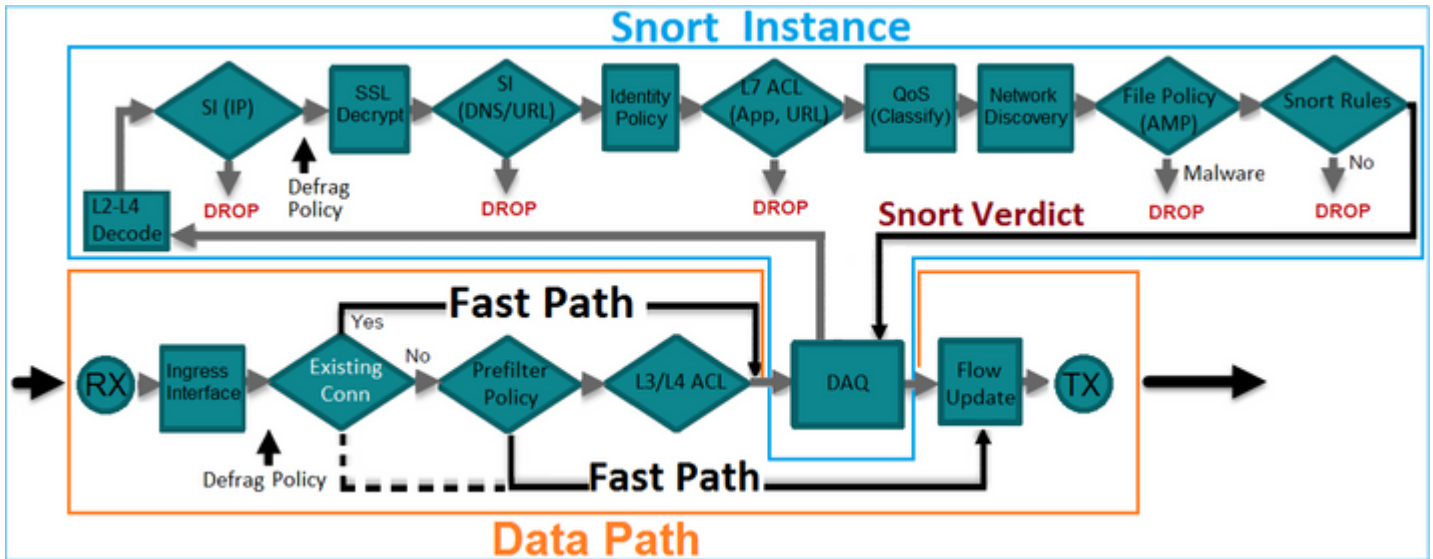 Snort Instance
SI (IP)
SSL
Decrypt
SI
(DNS/URL)
Identity
Policy
L7 ACL
(App, URL)
QoS
(Classify)
Network
Discovery
File Policy
(AMP)
Snort Rules
Defrag
Policy
Malware
No
L2-L4
Decode
DROP
DROP
DROP
DROP
DROP
Snort Verdict
Fast Path
Yes
RX
Ingress
Interface
Existing
Conn
No
Prefilter
Policy
L3/L4 ACL
DAQ
Flow
Update
TX
Defrag Policy
Fast Path
Data Path